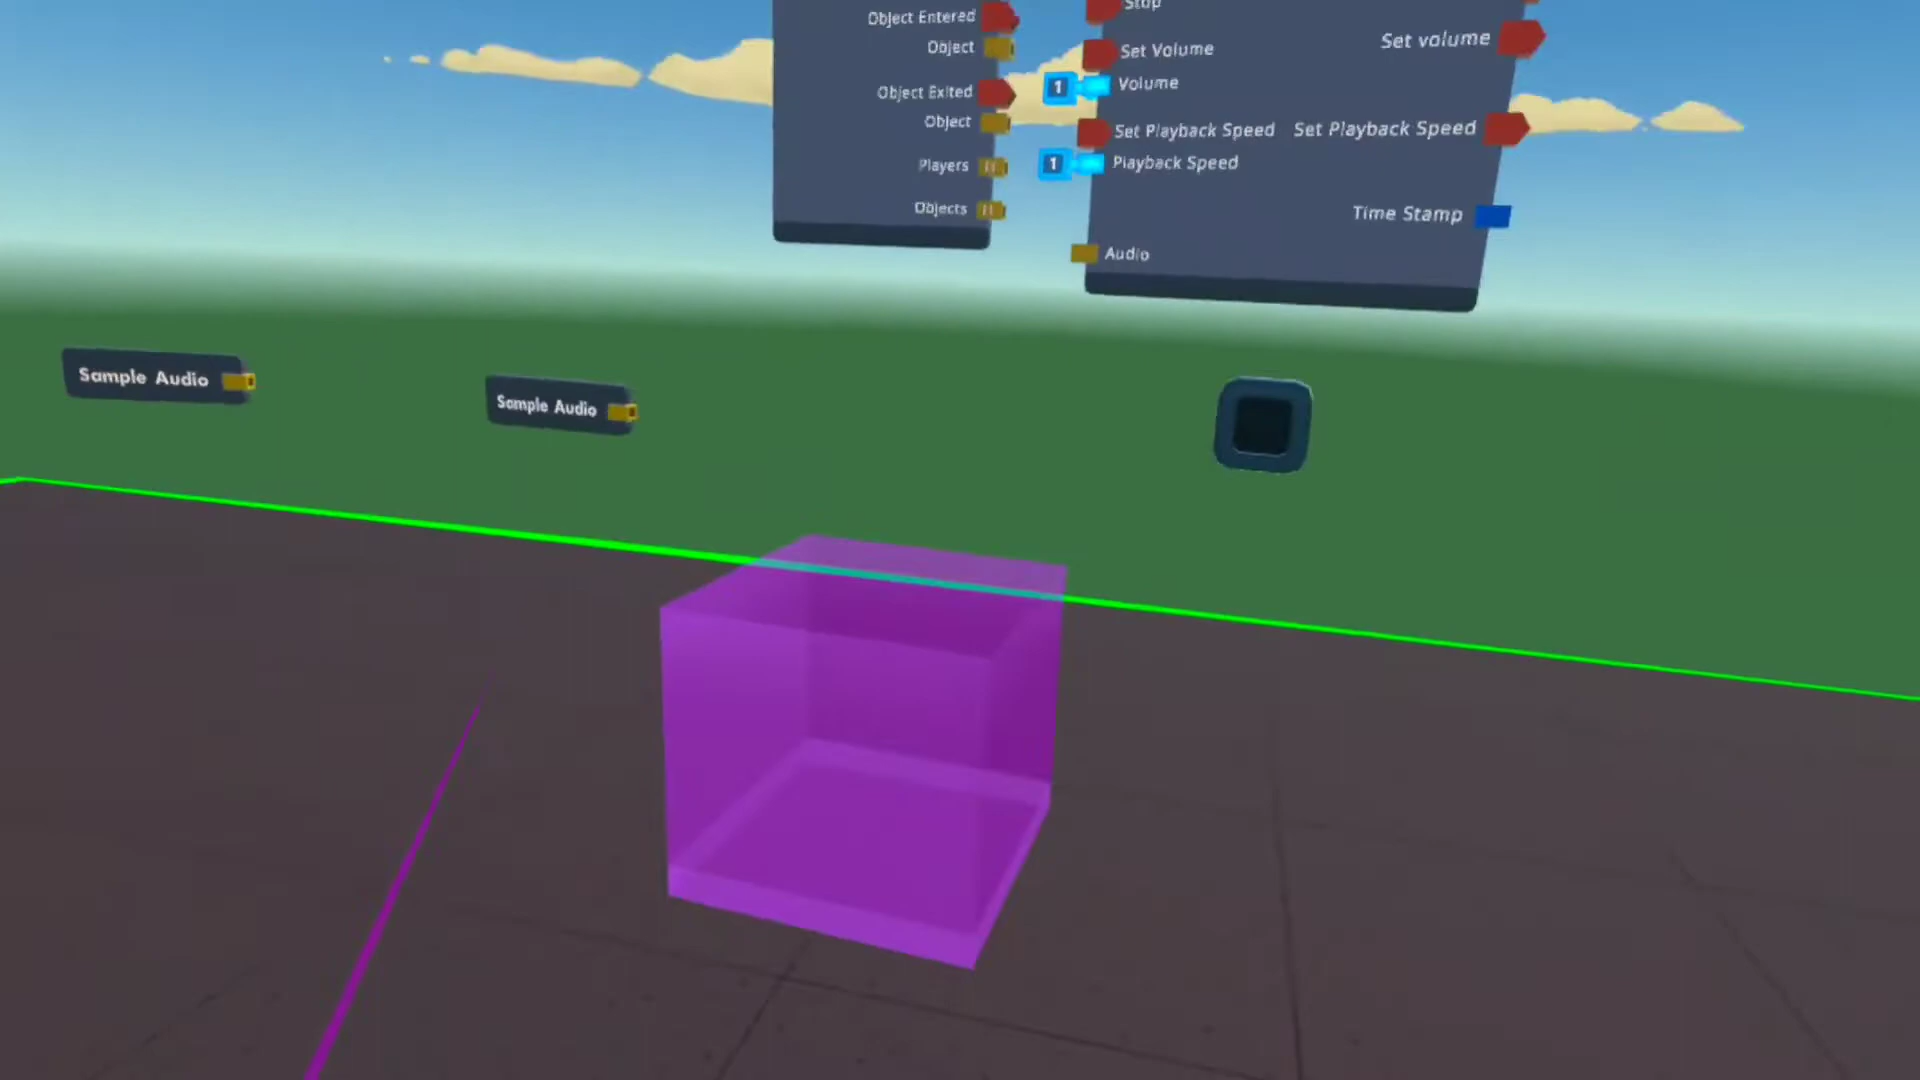 Object Entered
Object
Object Exited
Object
Players
Objects
Stop
Set Volume
1 Volume
Set Playback Speed
1 Playback Speed
Audio
Set volume
Set Playback Speed
Time Stamp
Sample Audio
Sample Audio